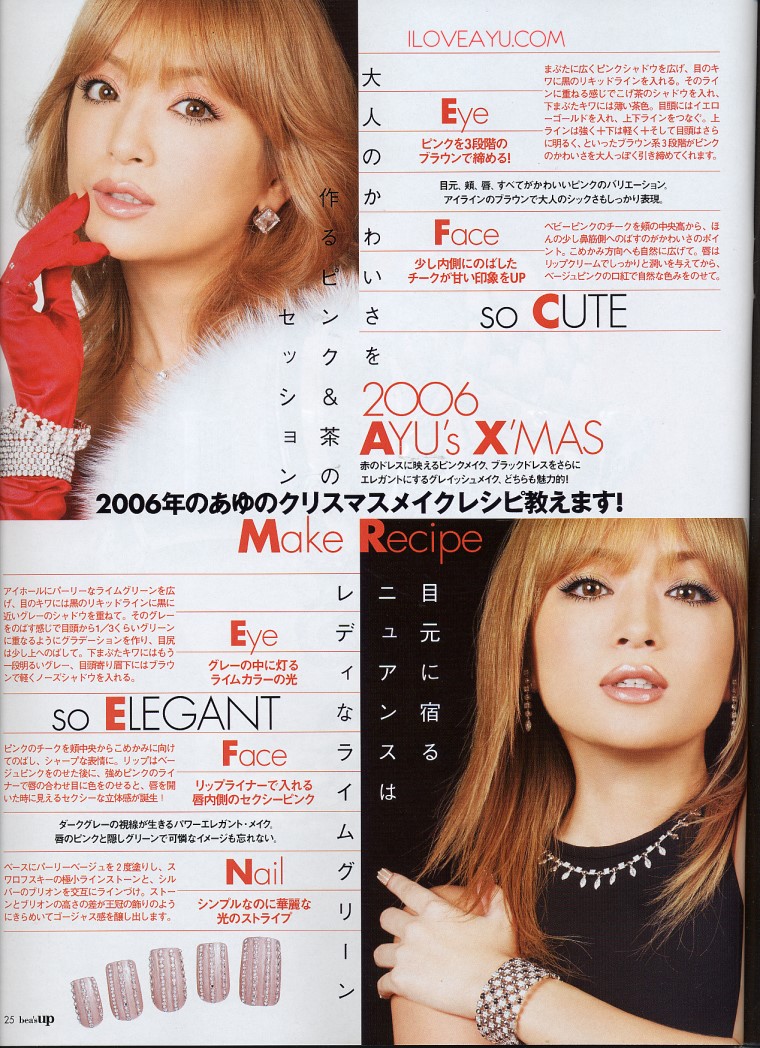 ILOVEAYU.COM
大人のかわいさを
作るピンク&茶の
セッション
Eye
ピンクを3段階の
ブラウンで締める!
まぶたに広くピンクシャドウを広げ、目のキ
ワに黒のリキッドラインを入れる。そのライ
ンに重ねる感じでこげ茶のシャドウを入れ、
下まぶたキワには薄い茶色。目頭にはイエロ
ーゴールドを入れ、上下ラインをつなぐ。上
ラインは強く+下は軽く+そして目頭はさら
に明るく、といったブラウン系3段階がピンク
のかわいさを大人っぽく引き締めてくれます。
目元、頬、唇、すべてがかわいいピンクのバリエーション。
アイラインのブラウンで大人のシックさもしっかり表現。
Face
少し内側にのばした
チークが甘い印象をUP
ベビーピンクのチークを頬の中央高から、ほ
んの少し鼻筋側へのばすのがかわいさのポイ
ント。こめかみ方向へも自然に広げて。唇は
リップクリームでしっかりと潤いを与えてから、
ベージュピンクの口紅で自然な色みをのせて。
so CUTE
2006
AYU's X'MAS
赤のドレスに映えるピンクメイク、ブラックドレスをさらに
エレガントにするグレイッシュメイク、どちらも魅力的!
2006年のあゆのクリスマスメイクレシピ教えます!
Make Recipe
目元に宿る
ニュアンスは
レディなライムグリーン
アイホールにパーリーなライムグリーンを広
げ、目のキワには黒のリキッドラインに黒に
近いグレーのシャドウを重ねて。そのグレー
をのばす感じで目頭から1/3くらいグリーン
に重なるようにグラデーションを作り、目尻
は少し上へのばして。下まぶたキワにはもう
一段明るいグレー、目頭寄り眉下にはブラウ
ンで軽くノーズシャドウを入れる。
Eye
グレーの中に灯る
ライムカラーの光
so ELEGANT
ピンクのチークを頬中央からこめかみに向け
てのばし、シャープな表情に。リップはベー
ジュピンクをのせた後に、強めピンクのライ
ナーで唇の合わせ目に色をのせると、唇を開
いた時に見えるセクシーな立体感が誕生!
Face
リップライナーで入れる
唇内側のセクシーピンク
ダークグレーの視線が生きるパワーエレガント・メイク。
唇のピンクと隠しグリーンで可憐なイメージも忘れない。
ベースにパーリーベージュを2度塗りし、ス
ワロフスキーの極小ラインストーンと、シル
バーのブリオンを交互にラインづけ。ストー
ンとブリオンの高さの差が王冠の飾りのよう
にきらめいてゴージャス感を醸し出します。
Nail
シンプルなのに華麗な
光のストライプ
25 bea's UP